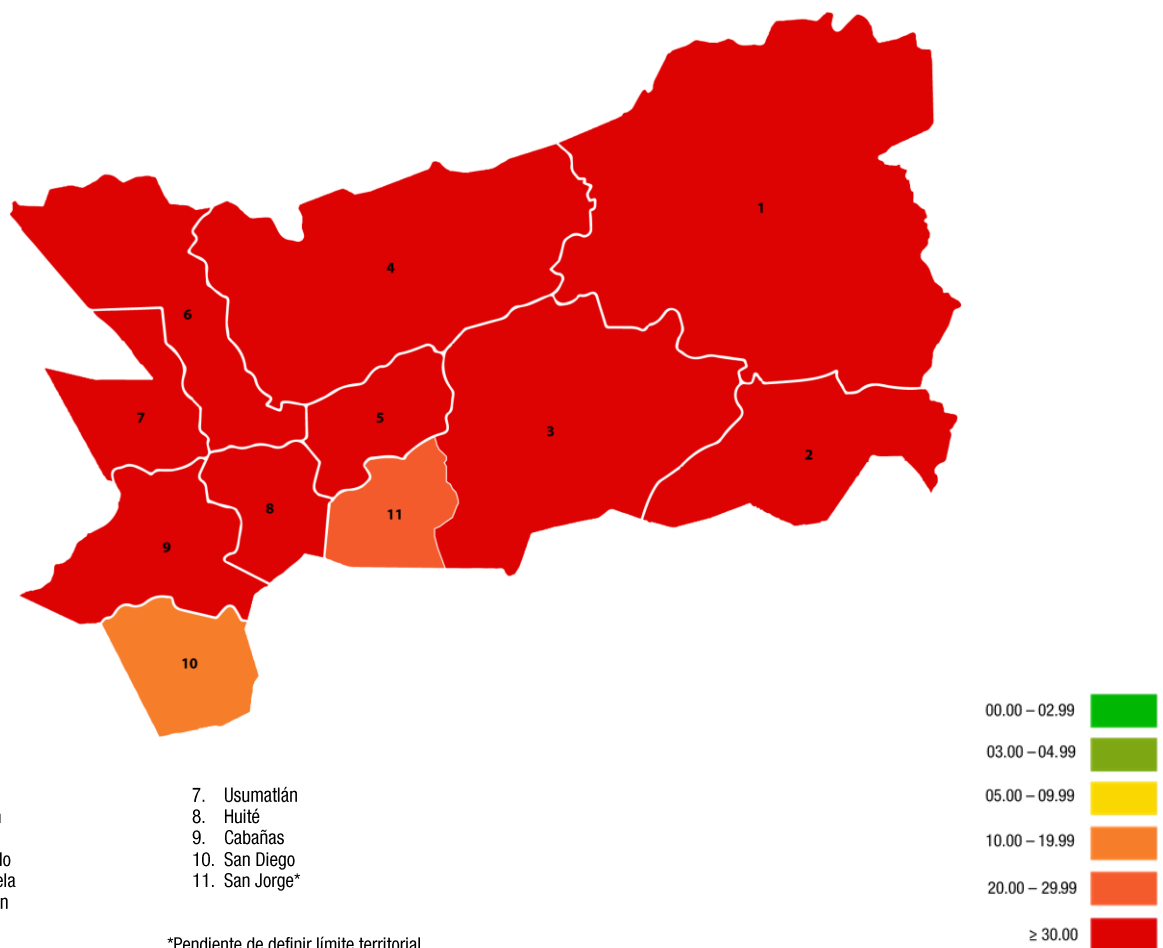 1
4
6
7
5
3
2
8
11
9
10
00.00 – 02.99
03.00 – 04.99
05.00 – 09.99
10.00 – 19.99
20.00 – 29.99
≥ 30.00
7. Usumatlán
8. Huité
9. Cabañas
10. San Diego
11. San Jorge*
*Pendiente de definir límite territorial